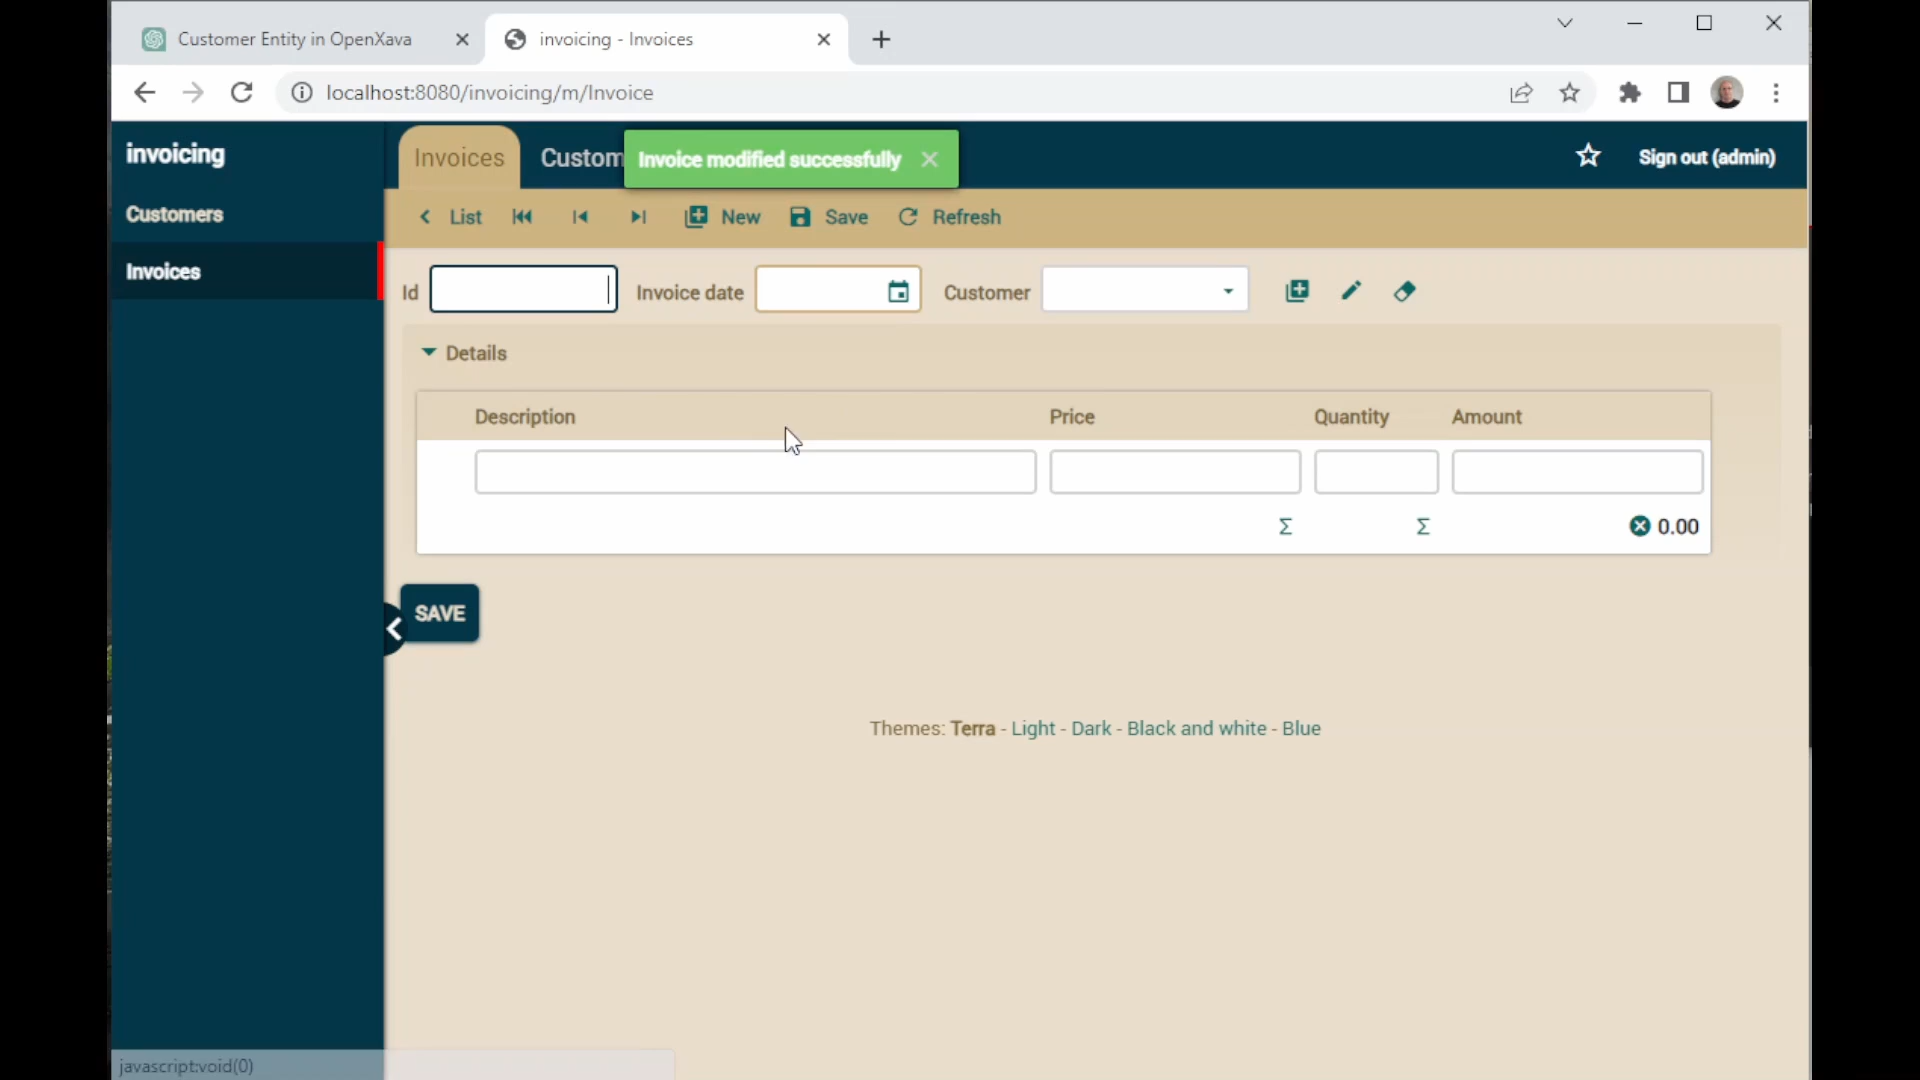 Customer Entity in OpenXava
invoicing - Invoices
localhost:8080/invoicing/m/Invoice
invoicing
Invoices
Custom
Invoice modified successfully
Sign out (admin)
Customers
List
New
Save
Refresh
Invoices
Id
Invoice date
Customer
Details
Description
Price
Quantity
Amount
Σ
Σ
0.00
SAVE
Themes: Terra - Light - Dark - Black and white - Blue
javascript:void(0)